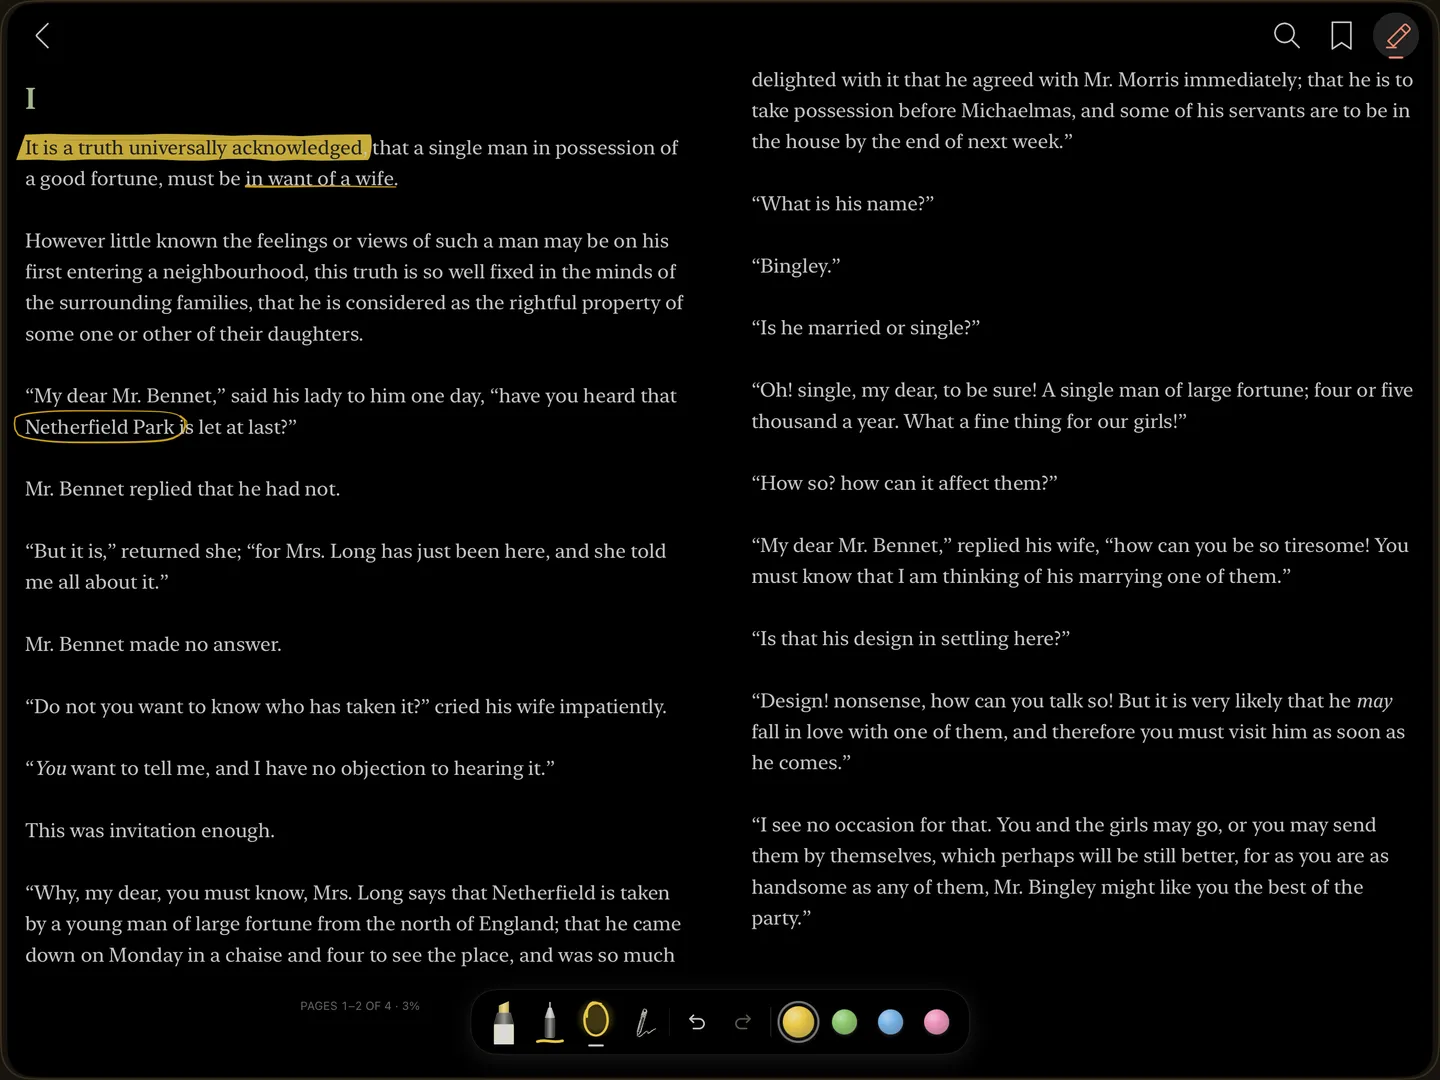 I
It is a truth universally acknowledged, that a single man in possession of
a good fortune, must be in want of a wife.
However little known the feelings or views of such a man may be on his
first entering a neighbourhood, this truth is so well fixed in the minds of
the surrounding families, that he is considered as the rightful property of
some one or other of their daughters.
“My dear Mr. Bennet,” said his lady to him one day, “have you heard that
Netherfield Park is let at last?”
Mr. Bennet replied that he had not.
“But it is,” returned she; “for Mrs. Long has just been here, and she told
me all about it.”
Mr. Bennet made no answer.
“Do not you want to know who has taken it?” cried his wife impatiently.
“You want to tell me, and I have no objection to hearing it.”
This was invitation enough.
“Why, my dear, you must know, Mrs. Long says that Netherfield is taken
by a young man of large fortune from the north of England; that he came
down on Monday in a chaise and four to see the place, and was so much
delighted with it that he agreed with Mr. Morris immediately; that he is to
take possession before Michaelmas, and some of his servants are to be in
the house by the end of next week.”
“What is his name?”
“Bingley.”
“Is he married or single?”
“Oh! single, my dear, to be sure! A single man of large fortune; four or five
thousand a year. What a fine thing for our girls!”
“How so? how can it affect them?”
“My dear Mr. Bennet,” replied his wife, “how can you be so tiresome! You
must know that I am thinking of his marrying one of them.”
“Is that his design in settling here?”
“Design! nonsense, how can you talk so! But it is very likely that he may
fall in love with one of them, and therefore you must visit him as soon as
he comes.”
“I see no occasion for that. You and the girls may go, or you may send
them by themselves, which perhaps will be still better, for as you are as
handsome as any of them, Mr. Bingley might like you the best of the
party.”
PAGES 1–2 OF 4 · 3%